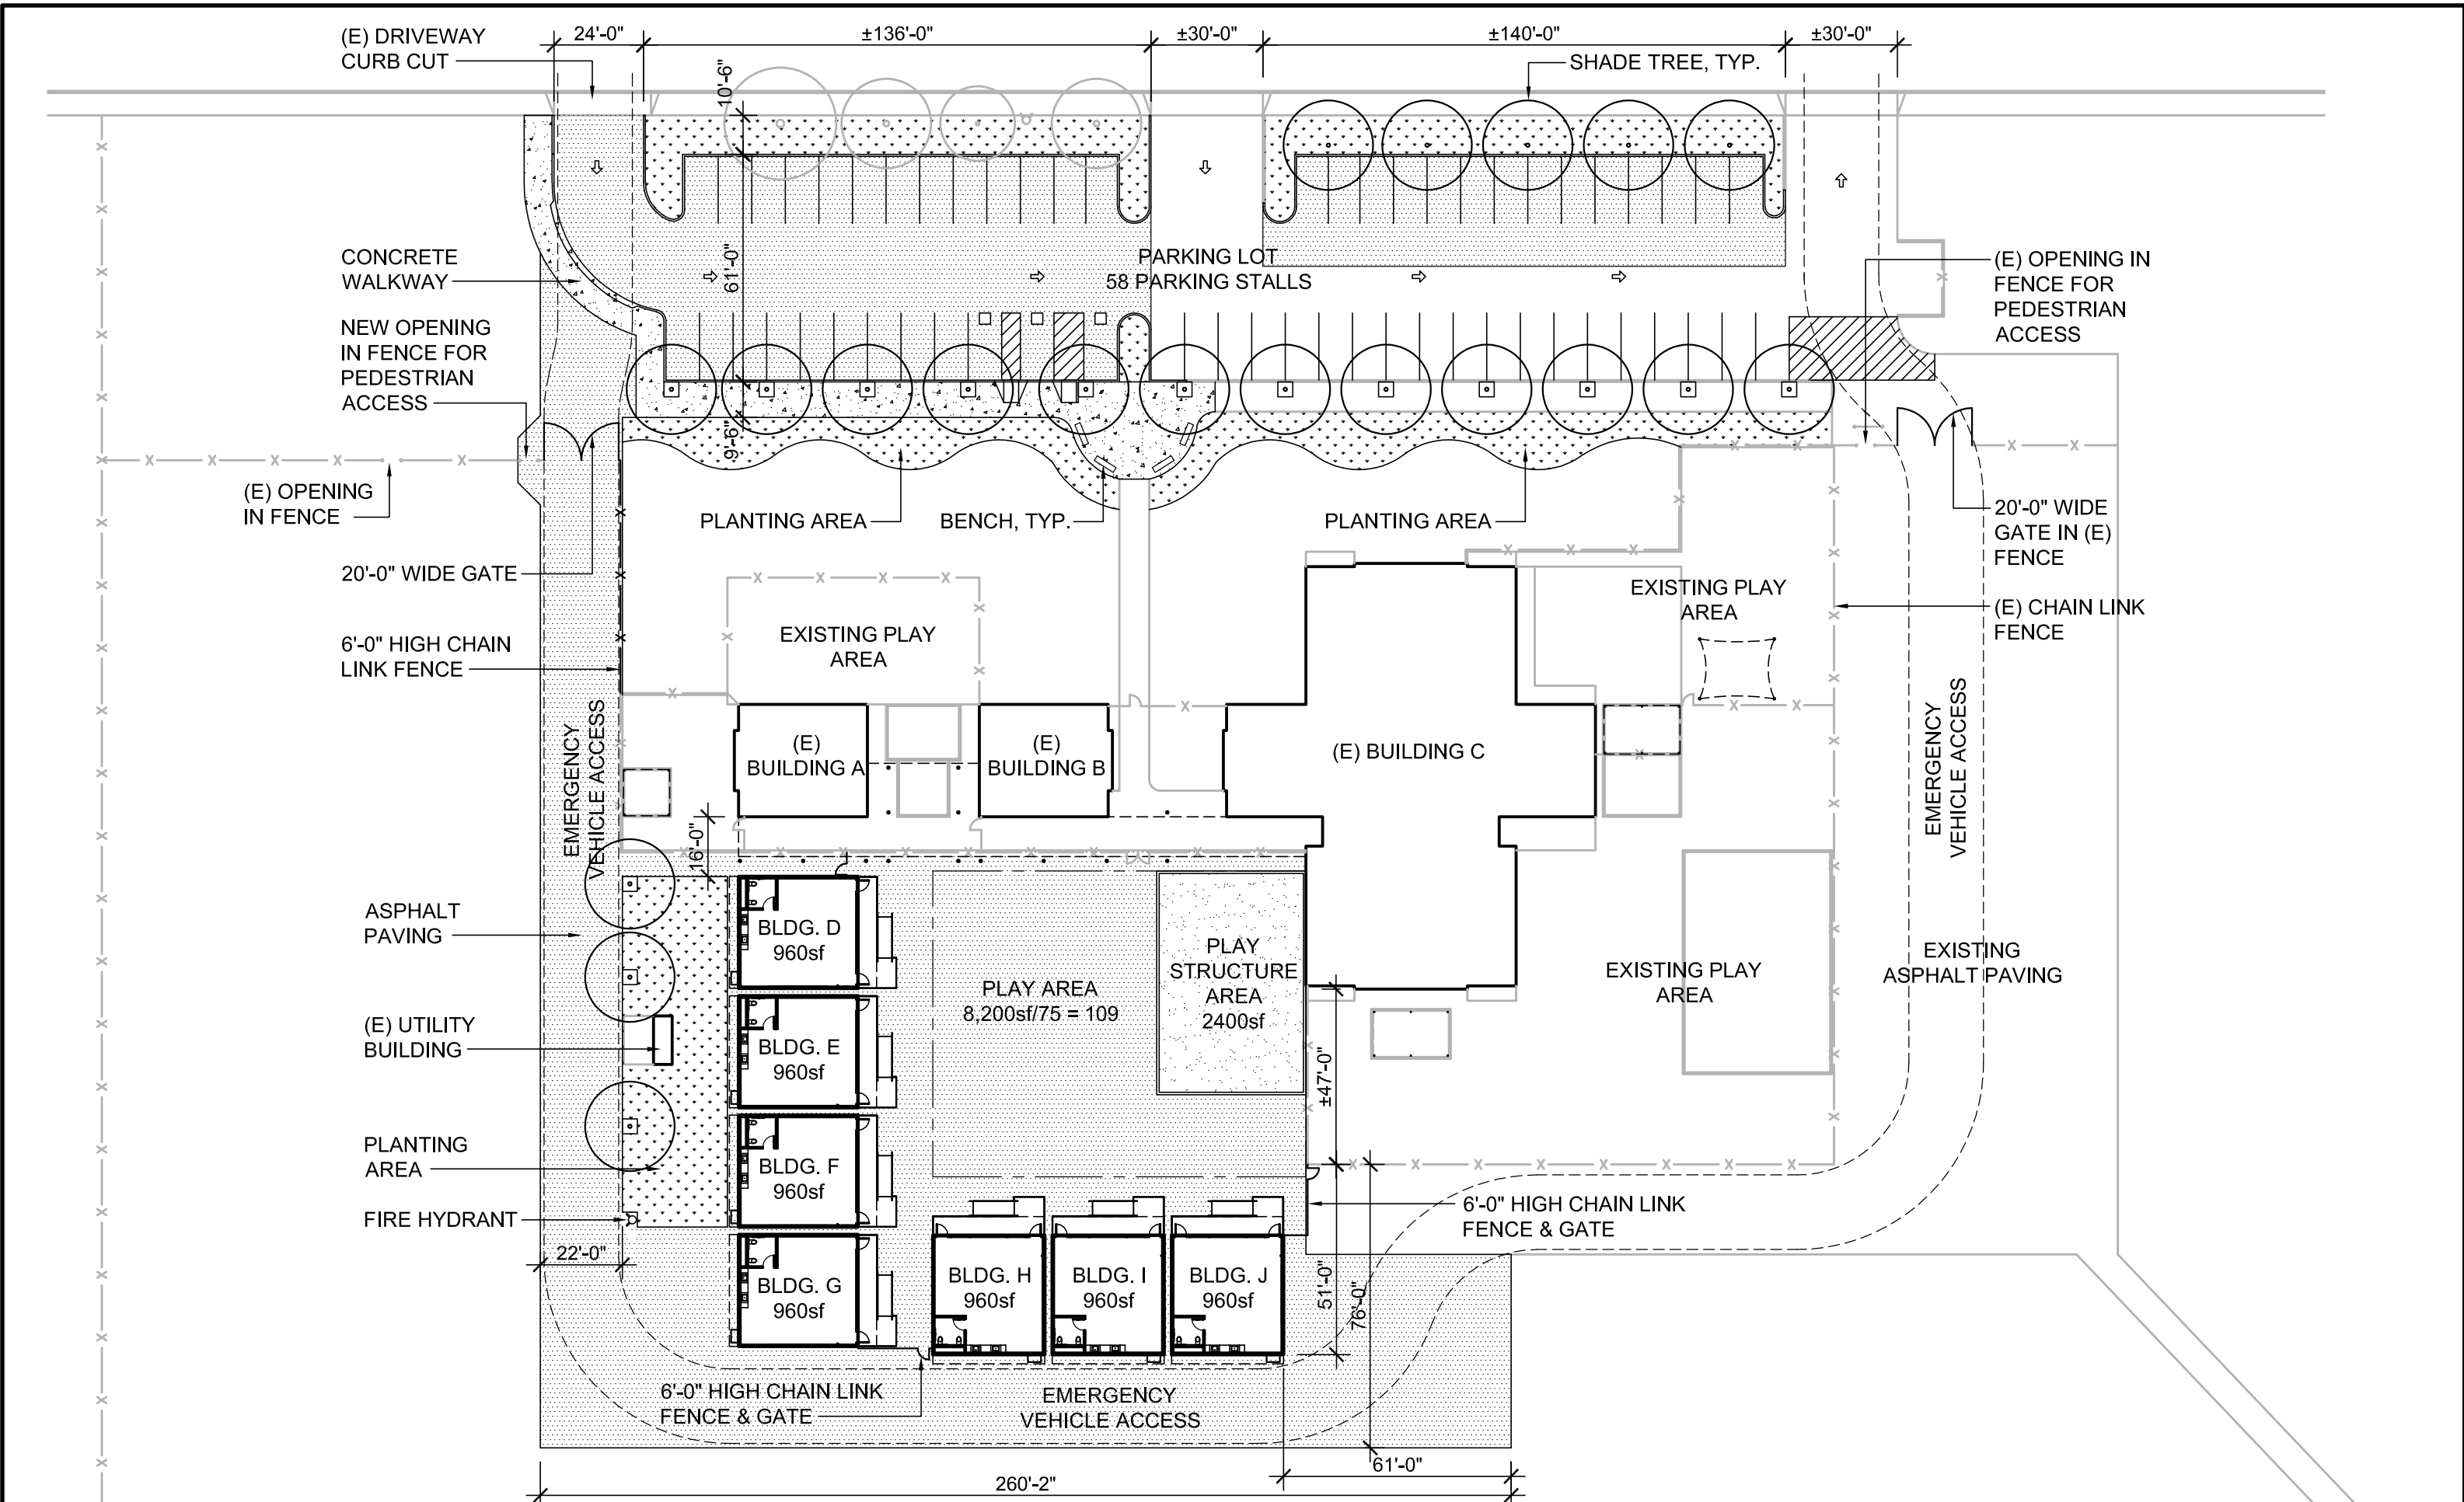 (E) DRIVEWAY
CURB CUT
24'-0"
±136'-0"
±30'-0"
±140'-0"
±30'-0"
SHADE TREE, TYP.
10'-6"
CONCRETE
WALKWAY
61'-0"
PARKING LOT
58 PARKING STALLS
(E) OPENING IN
FENCE FOR
PEDESTRIAN
ACCESS
NEW OPENING
IN FENCE FOR
PEDESTRIAN
ACCESS
9'-6"
(E) OPENING
IN FENCE
PLANTING AREA
BENCH, TYP.
PLANTING AREA
20'-0" WIDE
GATE IN (E)
FENCE
20'-0" WIDE GATE
EXISTING PLAY
AREA
EXISTING PLAY
AREA
(E) CHAIN LINK
FENCE
6'-0" HIGH CHAIN
LINK FENCE
EMERGENCY
VEHICLE ACCESS
(E)
BUILDING A
(E)
BUILDING B
(E) BUILDING C
EMERGENCY
VEHICLE ACCESS
16'-0"
ASPHALT
PAVING
BLDG. D
960sf
PLAY
STRUCTURE
AREA
2400sf
EXISTING PLAY
AREA
EXISTING
ASPHALT PAVING
PLAY AREA
8,200sf/75 = 109
(E) UTILITY
BUILDING
BLDG. E
960sf
±47'-0"
PLANTING
AREA
BLDG. F
960sf
FIRE HYDRANT
6'-0" HIGH CHAIN LINK
FENCE & GATE
22'-0"
BLDG. G
960sf
BLDG. H
960sf
BLDG. I
960sf
BLDG. J
960sf
51'-0"
76'-0"
6'-0" HIGH CHAIN LINK
FENCE & GATE
EMERGENCY
VEHICLE ACCESS
61'-0"
260'-2"